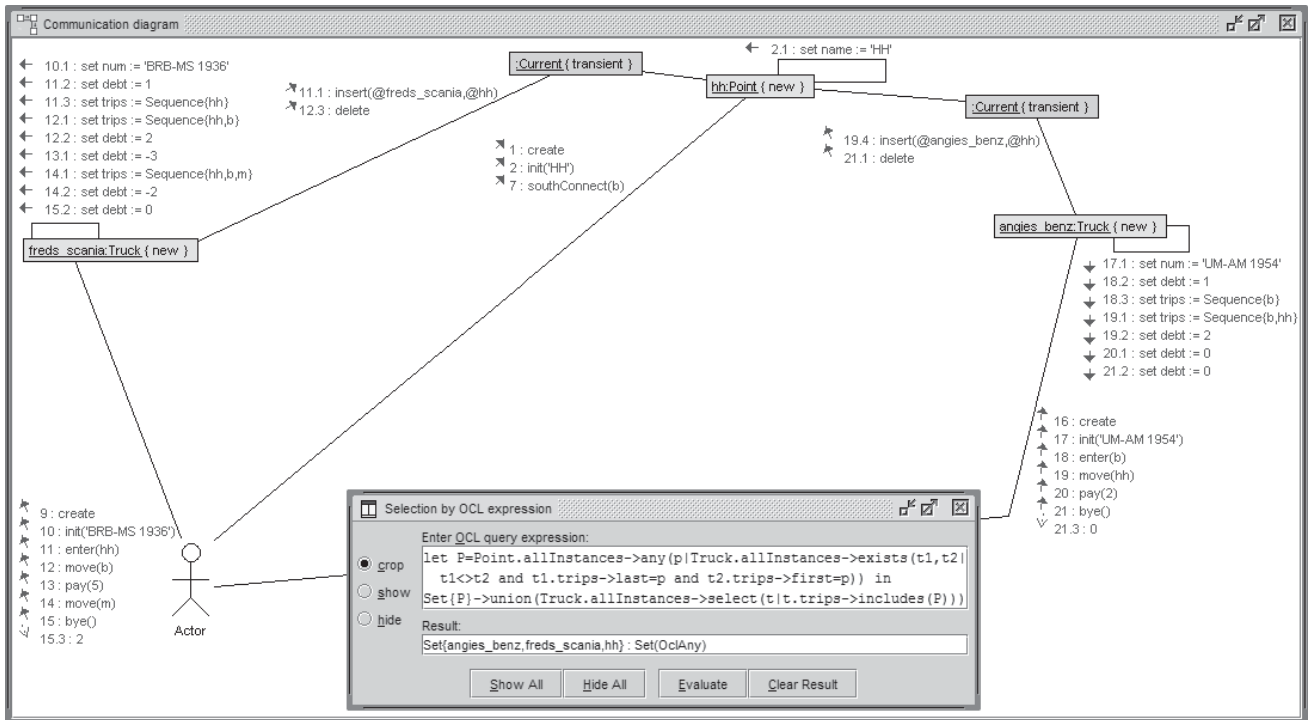 Communication diagram
10.1 : set num := 'BRB-MS 1936'
11.2 : set debt := 1
11.3 : set trips := Sequence{hh}
12.1 : set trips := Sequence{hh,b}
12.2 : set debt := 2
13.1 : set debt := -3
14.1 : set trips := Sequence{hh,b,m}
14.2 : set debt := -2
15.2 : set debt := 0
freds_scania:Truck { new }
11.1 : insert(@freds_scania,@hh)
12.3 : delete
:Current { transient }
2.1 : set name := 'HH'
hh:Point { new }
1 : create
2 : init('HH')
7 : southConnect(b)
:Current { transient }
19.4 : insert(@angies_benz,@hh)
21.1 : delete
angies_benz:Truck { new }
17.1 : set num := 'UM-AM 1954'
18.2 : set debt := 1
18.3 : set trips := Sequence{b}
19.1 : set trips := Sequence{b,hh}
19.2 : set debt := 2
20.1 : set debt := 0
21.2 : set debt := 0
16 : create
17 : init('UM-AM 1954')
18 : enter(b)
19 : move(hh)
20 : pay(2)
21 : bye()
21.3 : 0
9 : create
10 : init('BRB-MS 1936')
11 : enter(hh)
12 : move(b)
13 : pay(5)
14 : move(m)
15 : bye()
15.3 : 2
Actor
Selection by OCL expression
crop
show
hide
Enter OCL query expression:
let P=Point.allInstances->any(p|Truck.allInstances->exists(t1,t2|
t1<>t2 and t1.trips->last=p and t2.trips->first=p)) in
Set{P}->union(Truck.allInstances->select(t|t.trips->includes(P)))
Result:
Set{angies_benz,freds_scania,hh} : Set(OclAny)
Show All
Hide All
Evaluate
Clear Result